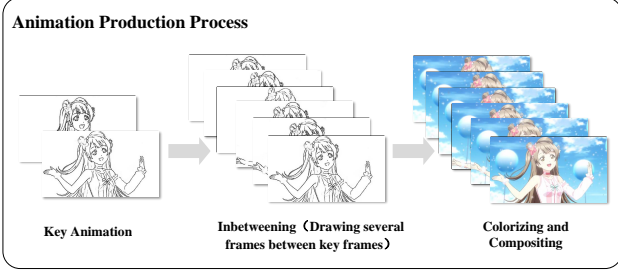 Animation Production Process
Key Animation
Inbetweening（Drawing several
frames between key frames）
Colorizing and
Compositing